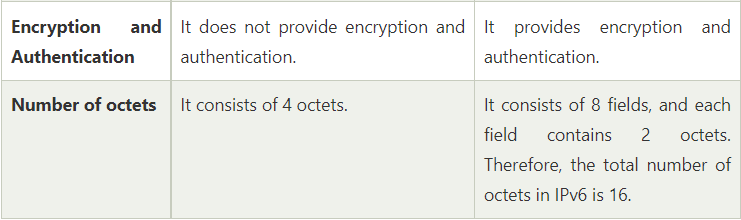 Encryption and
Authentication
It does not provide encryption and
authentication.
It provides encryption and
authentication.
Number of octets
It consists of 4 octets.
It consists of 8 fields, and each
field contains 2 octets.
Therefore, the total number of
octets in IPv6 is 16.